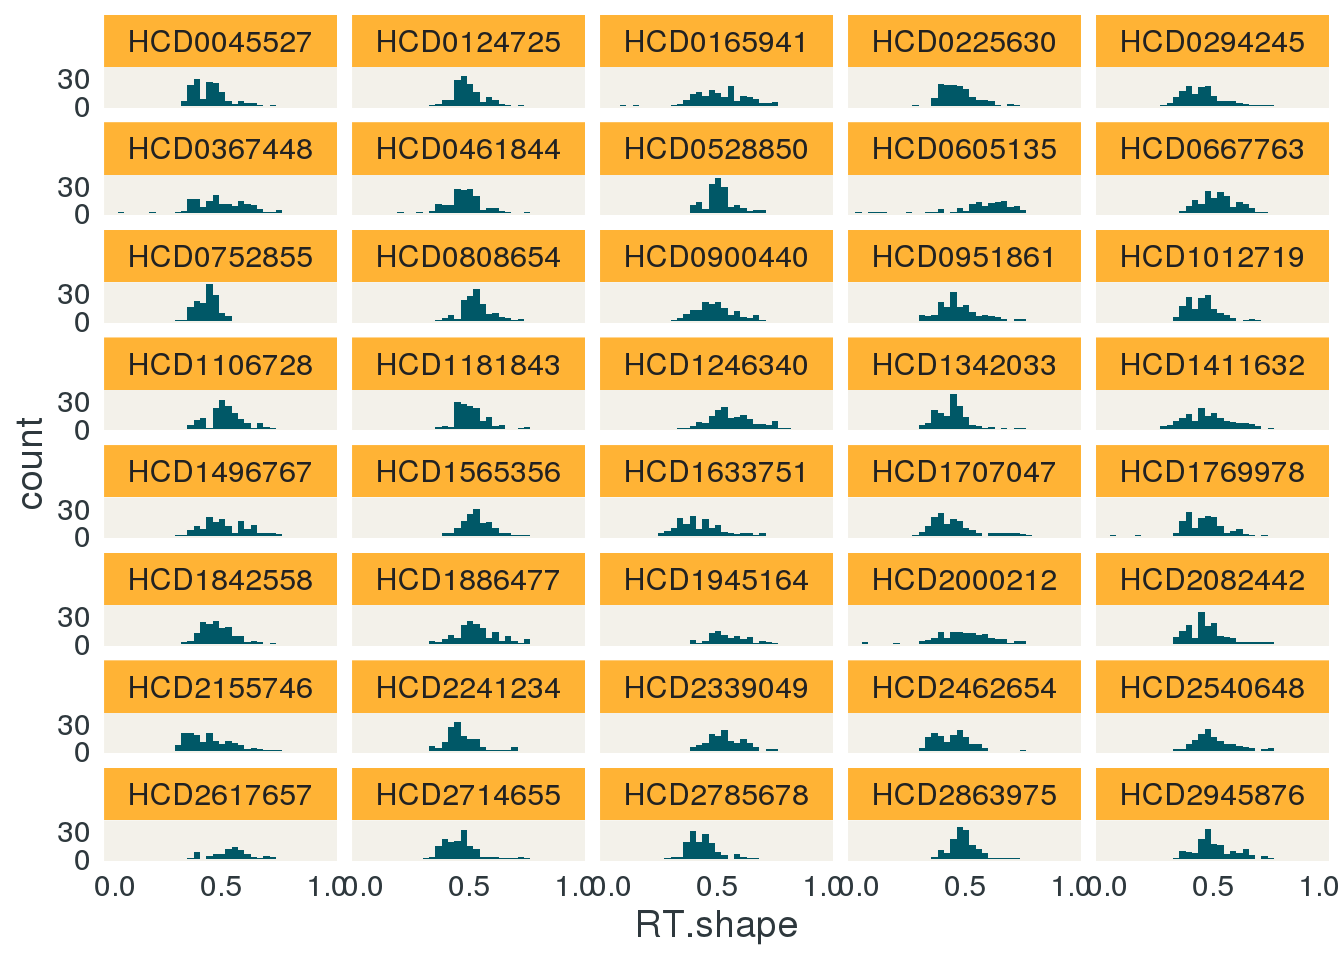 HCD0045527 HCD0124725 HCD0165941 HCD0225630 HCD0294245
30
0
HCD0367448 HCD0461844 HCD0528850 HCD0605135 HCD0667763
30
0
HCD0752855 HCD0808654 HCD0900440 HCD0951861 HCD1012719
30
0
HCD1106728 HCD1181843 HCD1246340 HCD1342033 HCD1411632
30
0
count
HCD1496767 HCD1565356 HCD1633751 HCD1707047 HCD1769978
30
0
HCD1842558 HCD1886477 HCD1945164 HCD2000212 HCD2082442
30
0
HCD2155746 HCD2241234 HCD2339049 HCD2462654 HCD2540648
30
0
HCD2617657 HCD2714655 HCD2785678 HCD2863975 HCD2945876
30
0
0.0 0.5 1.0 0.0 0.5 1.0 0.0 0.5 1.0 0.0 0.5 1.0 0.0 0.5 1.0
RT.shape